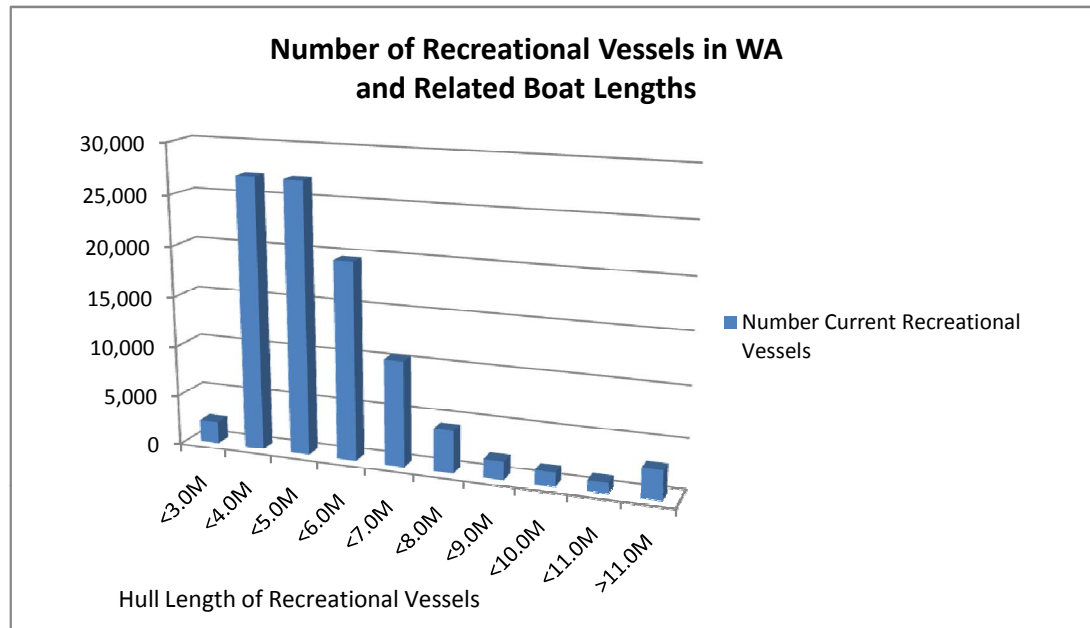 Number of Recreational Vessels in WA
and Related Boat Lengths
30,000
25,000
20,000
15,000
10,000
5,000
0
<3.0M
<4.0M
<5.0M
<6.0M
<7.0M
<8.0M
<9.0M
<10.0M
<11.0M
>11.0M
Number Current Recreational
Vessels
Hull Length of Recreational Vessels